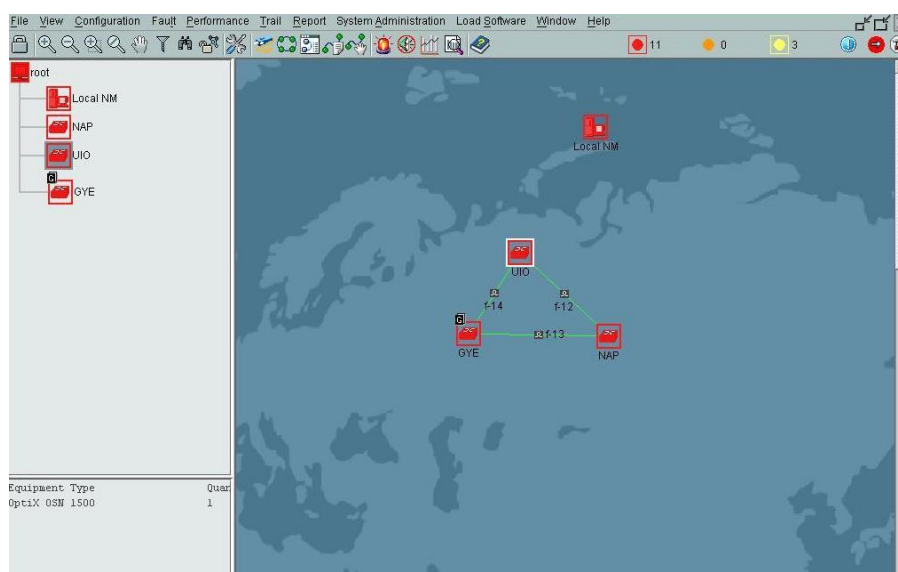 File View Configuration Fault Performance Trail Report System Administration Load Software Window Help
11 0 3
root
Local NM
NAP
UIO
G
GYE
Local NM
UIO
f-14 f-12
G
f-13
GYE NAP
Equipment Type Quan
OptiX OSN 1500 1